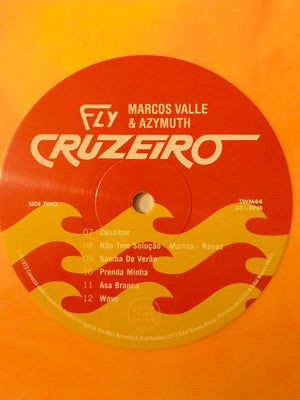 FLY
MARCOS VALLE
& AZYMUTH
CRUZEIRO
SIDE TWO
TWM44
33 ⅓ RPM
07 Zanzibar
08 Não Tem Solução - Marina - Rosas
09 Samba De Verão
10 Prenda Minha
11 Asa Branca
12 Wave